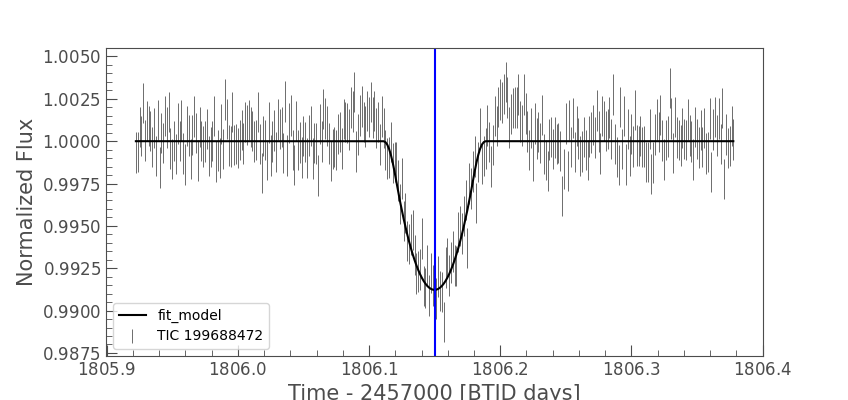 1.0050
1.0025
1.0000
0.9975
0.9950
0.9925
0.9900
0.9875
Normalized Flux
fit_model
TIC 199688472
1805.9 1806.0 1806.1 1806.2 1806.3 1806.4
Time - 2457000 [BTJD days]